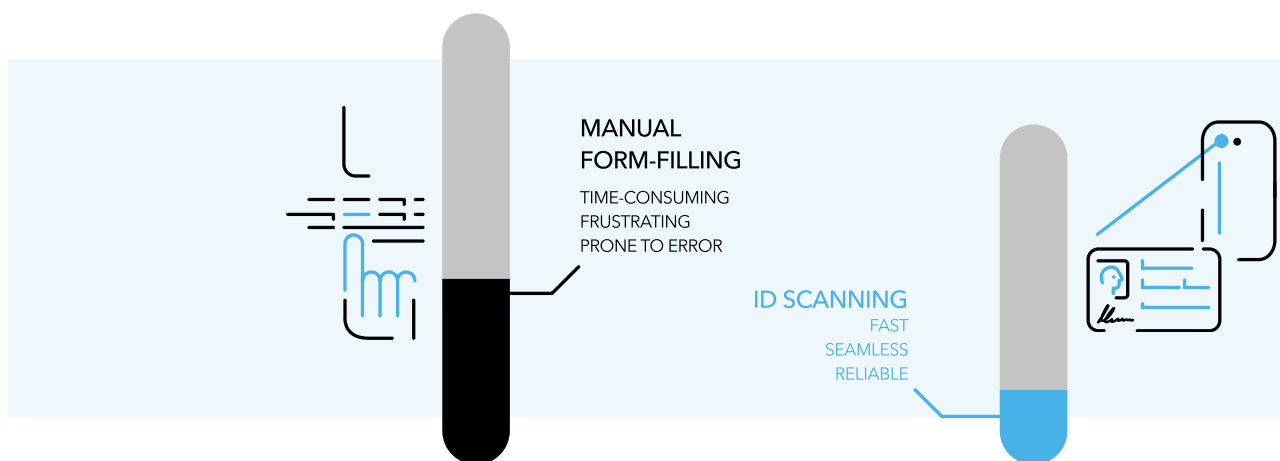 MANUAL
FORM-FILLING
TIME-CONSUMING
FRUSTRATING
PRONE TO ERROR
ID SCANNING
FAST
SEAMLESS
RELIABLE